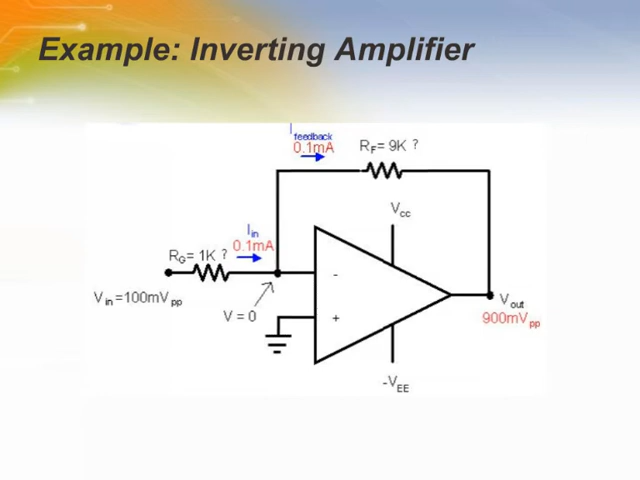 Example: Inverting Amplifier
I feedback
0.1mA
RF= 9K ?
Vcc
Iin
0.1mA
RG= 1K ?
-
Vin =100mVpp
V = 0
+
Vout
900mVpp
-VEE